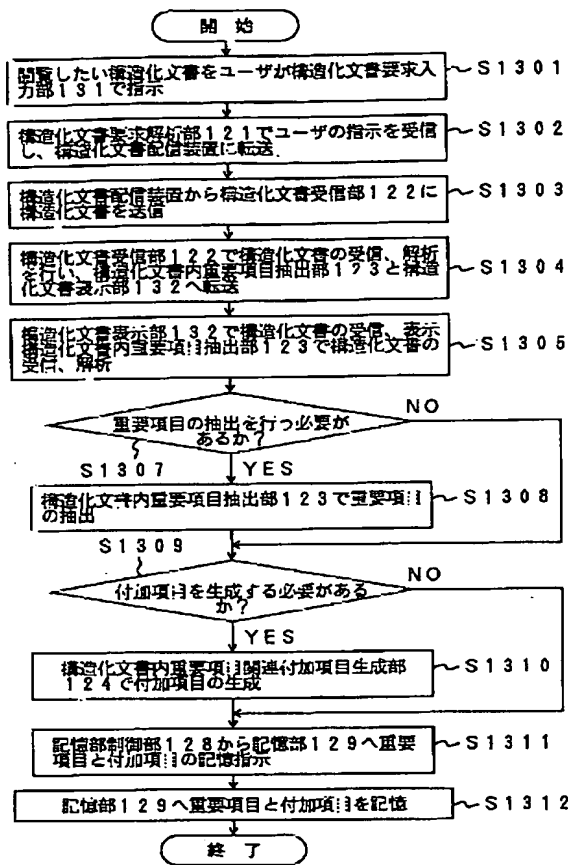 開 始
閲覧したい構造化文書をユーザが構造化文書要求入
力部131で指示
S1301
構造化文書要求解析部121でユーザの指示を受信
し、構造化文書配信装置に転送
S1302
構造化文書配信装置から構造化文書受信部122に
構造化文書を送信
S1303
構造化文書受信部122で構造化文書の受信、解析
を行い、構造化文書内重要項目抽出部123と構造
化文書表示部132へ転送
S1304
構造化文書表示部132で構造化文書の受信、表示
構造化文書内重要項目抽出部123で構造化文書の
受信、解析
S1305
重要項目の抽出を行う必要が
あるか?
NO
S1307
YES
構造化文書内重要項目抽出部123で重要項目
の抽出
S1308
S1309
付加項目を生成する必要がある
か?
NO
YES
構造化文書内重要項目関連付加項目生成部
124で付加項目の生成
S1310
記憶部制御部128から記憶部129へ重要
項目と付加項目の記憶指示
S1311
記憶部129へ重要項目と付加項目を記憶
S1312
終 了